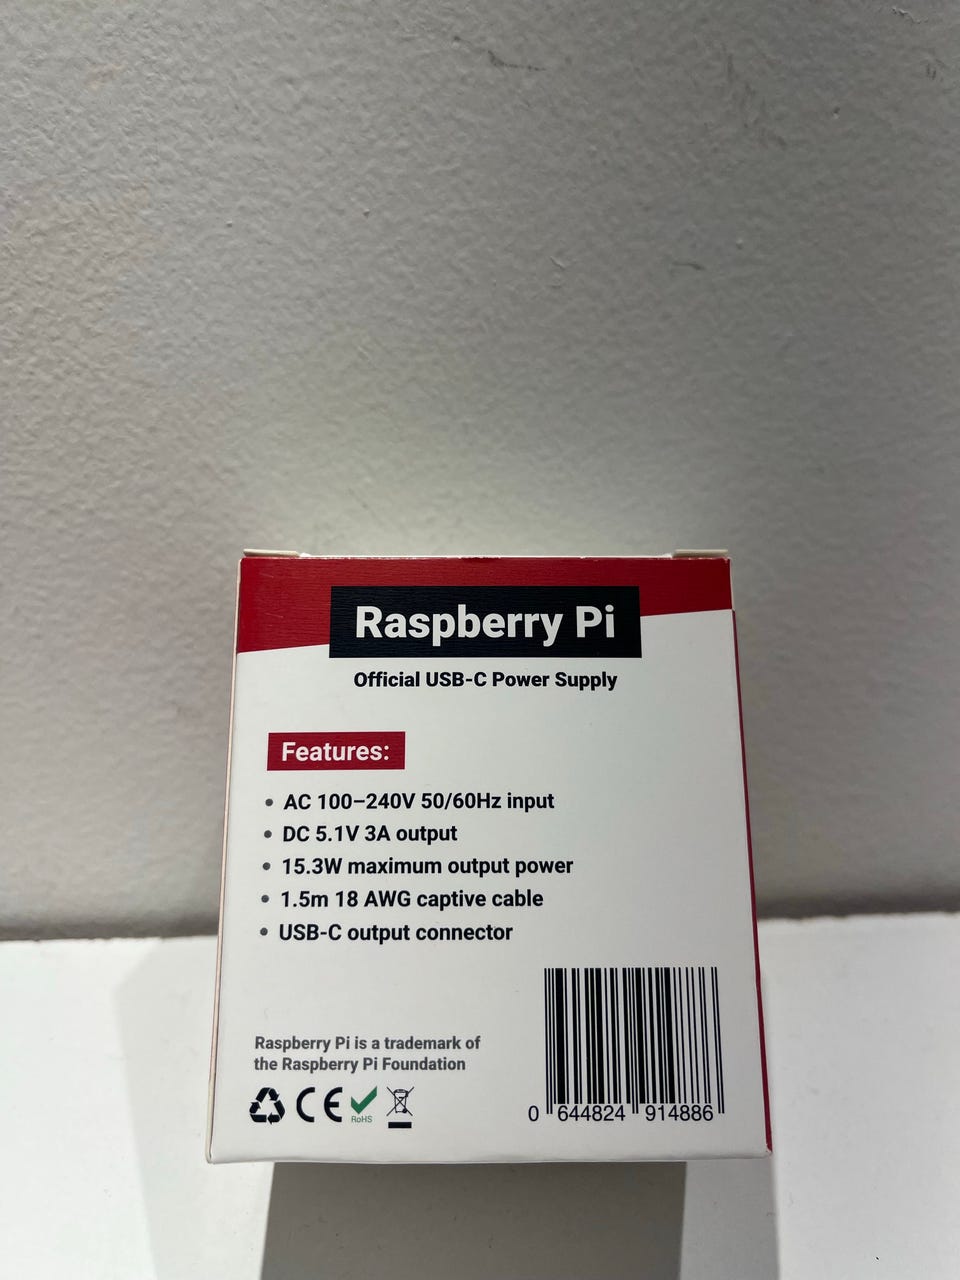 Raspberry Pi
Official USB-C Power Supply
Features:
• AC 100–240V 50/60Hz input
• DC 5.1V 3A output
• 15.3W maximum output power
• 1.5m 18 AWG captive cable
• USB-C output connector
Raspberry Pi is a trademark of
the Raspberry Pi Foundation
CE
RoHS
0 644824 914886